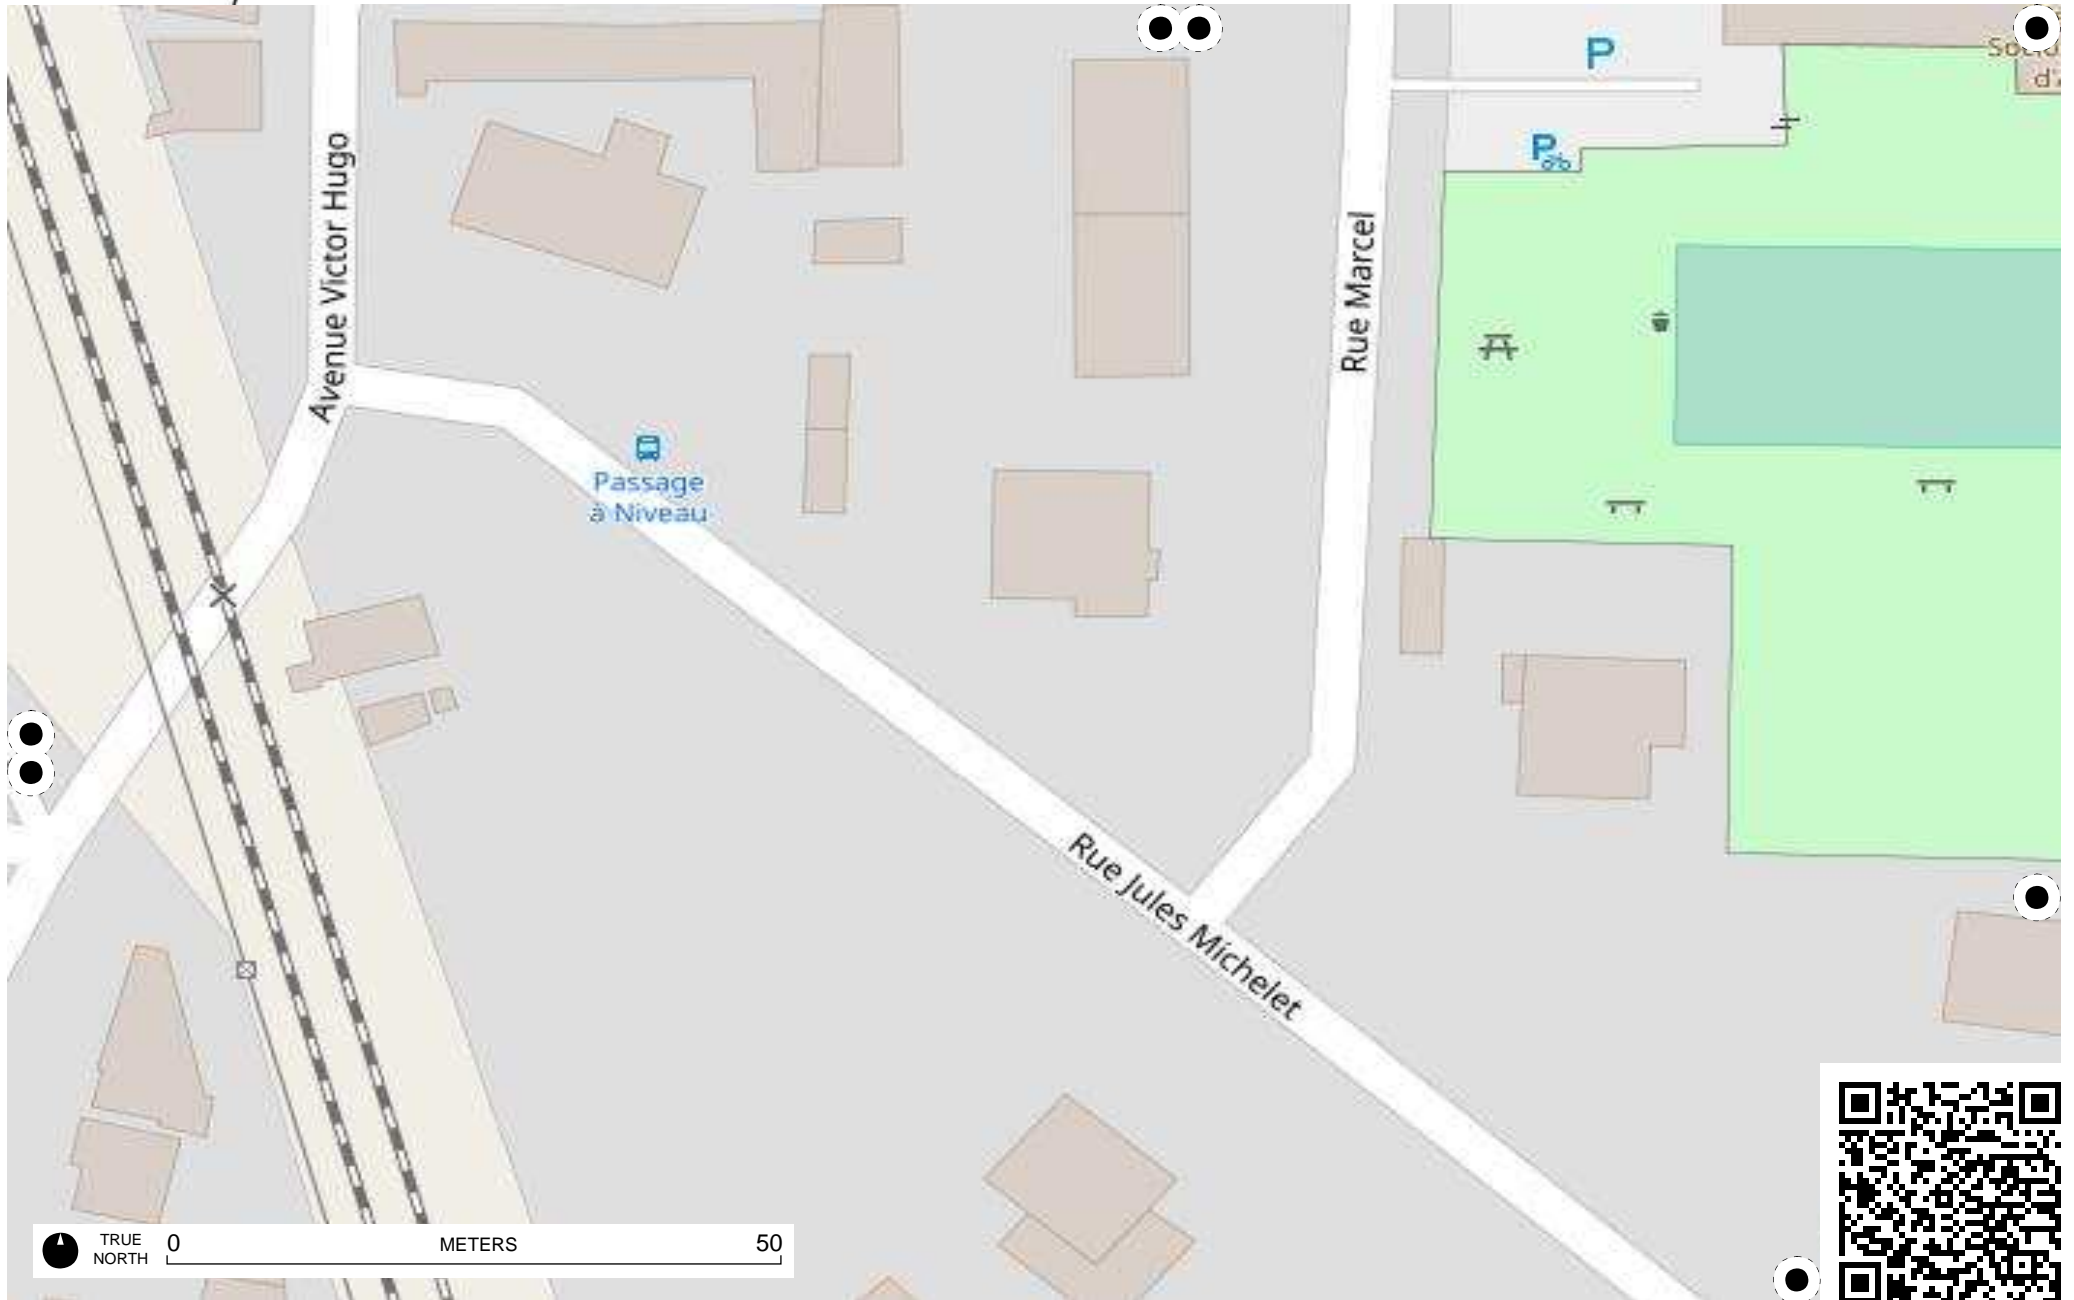 P
P
Avenue Victor Hugo
Rue Marcel
Passage
à Niveau
Rue Jules Michelet
TRUE
NORTH
0
METERS
50